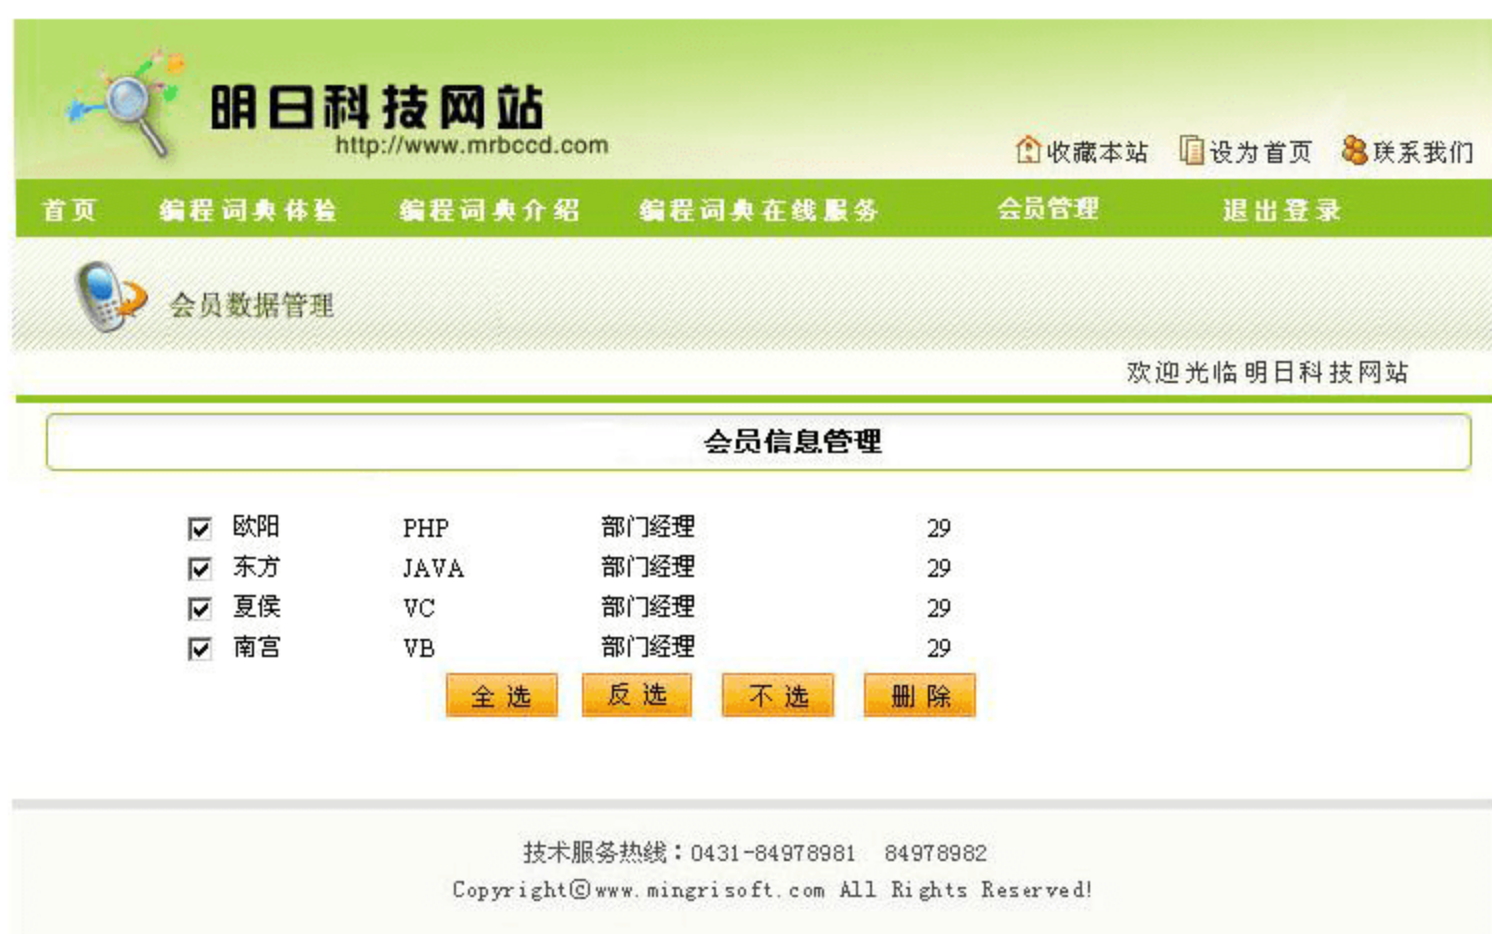 明日科技网站
http://www.mrbccd.com
收藏本站 设为首页 联系我们
首页 编程词典体验 编程词典介绍 编程词典在线服务 会员管理 退出登录
会员数据管理
欢迎光临明日科技网站
会员信息管理
欧阳 PHP 部门经理 29
东方 JAVA 部门经理 29
夏侯 VC 部门经理 29
南宫 VB 部门经理 29
全选 反选 不选 删除
技术服务热线：0431-84978981 84978982
Copyright©www.mingrisoft.com All Rights Reserved!